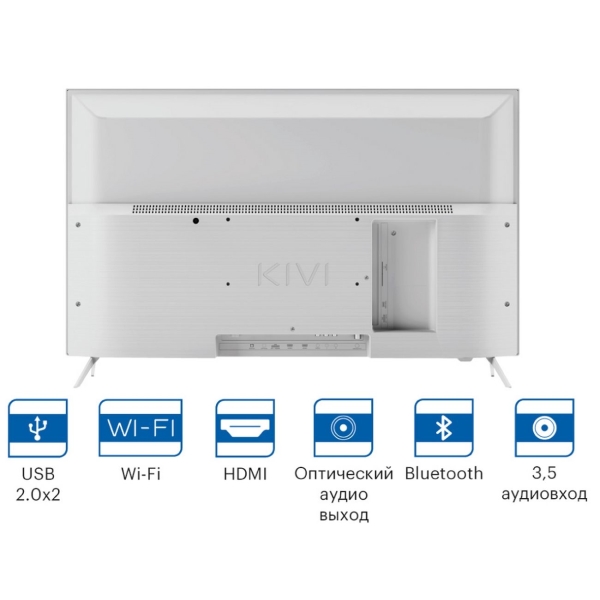 KIVI
WI-FI
USB
2.0x2
Wi-Fi
HDMI
Оптический
аудио
выход
Bluetooth
3,5
аудиовход